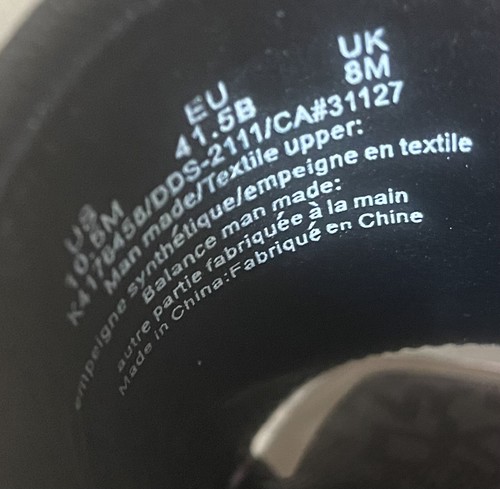 US EU UK
10.5M 41.5B 8M
K4176458/DDS-2111/CA#31127
Man made/Textile upper:
empeigne synthétique/empeigne en textile
Balance man made:
autre partie fabriquée à la main
Made in China:Fabriqué en Chine